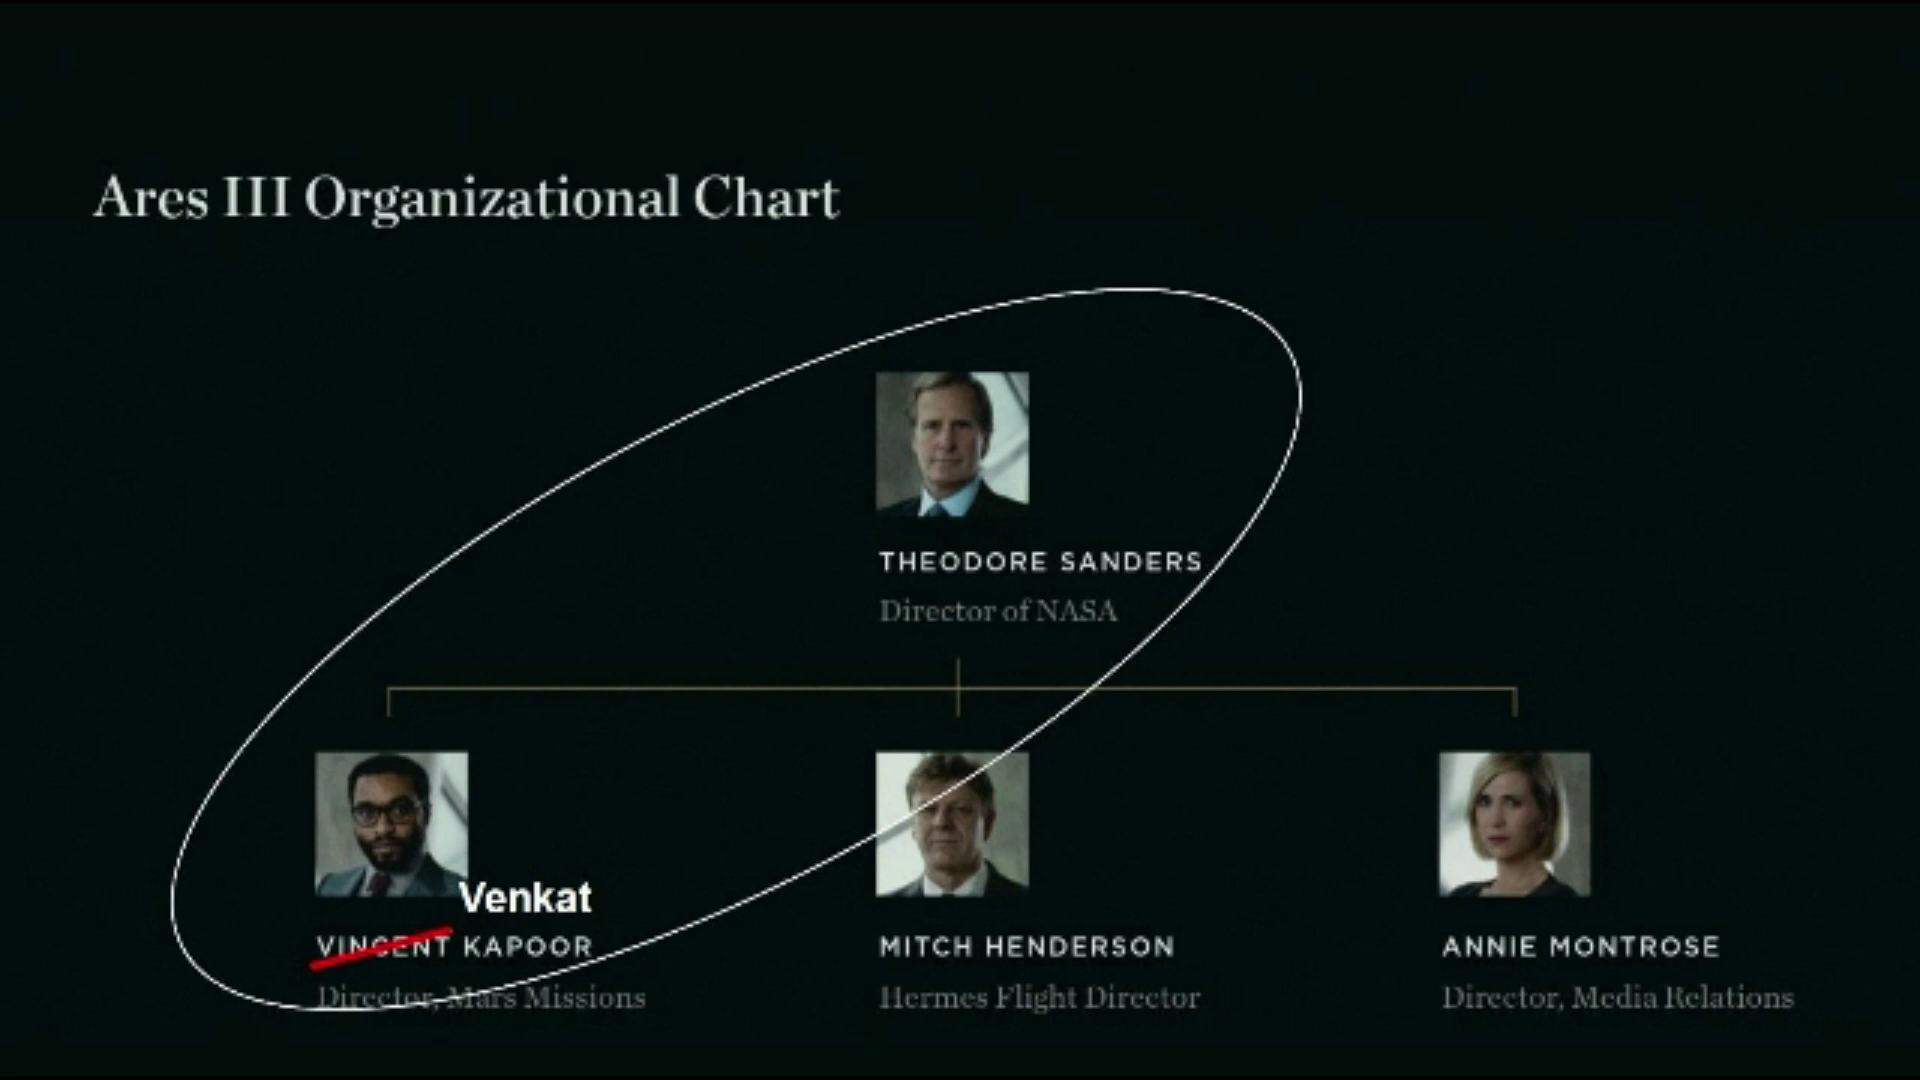 Ares III Organizational Chart
THEODORE SANDERS
Director of NASA
Venkat
VINCENT KAPOOR
Director, Mars Missions
MITCH HENDERSON
Hermes Flight Director
ANNIE MONTROSE
Director, Media Relations